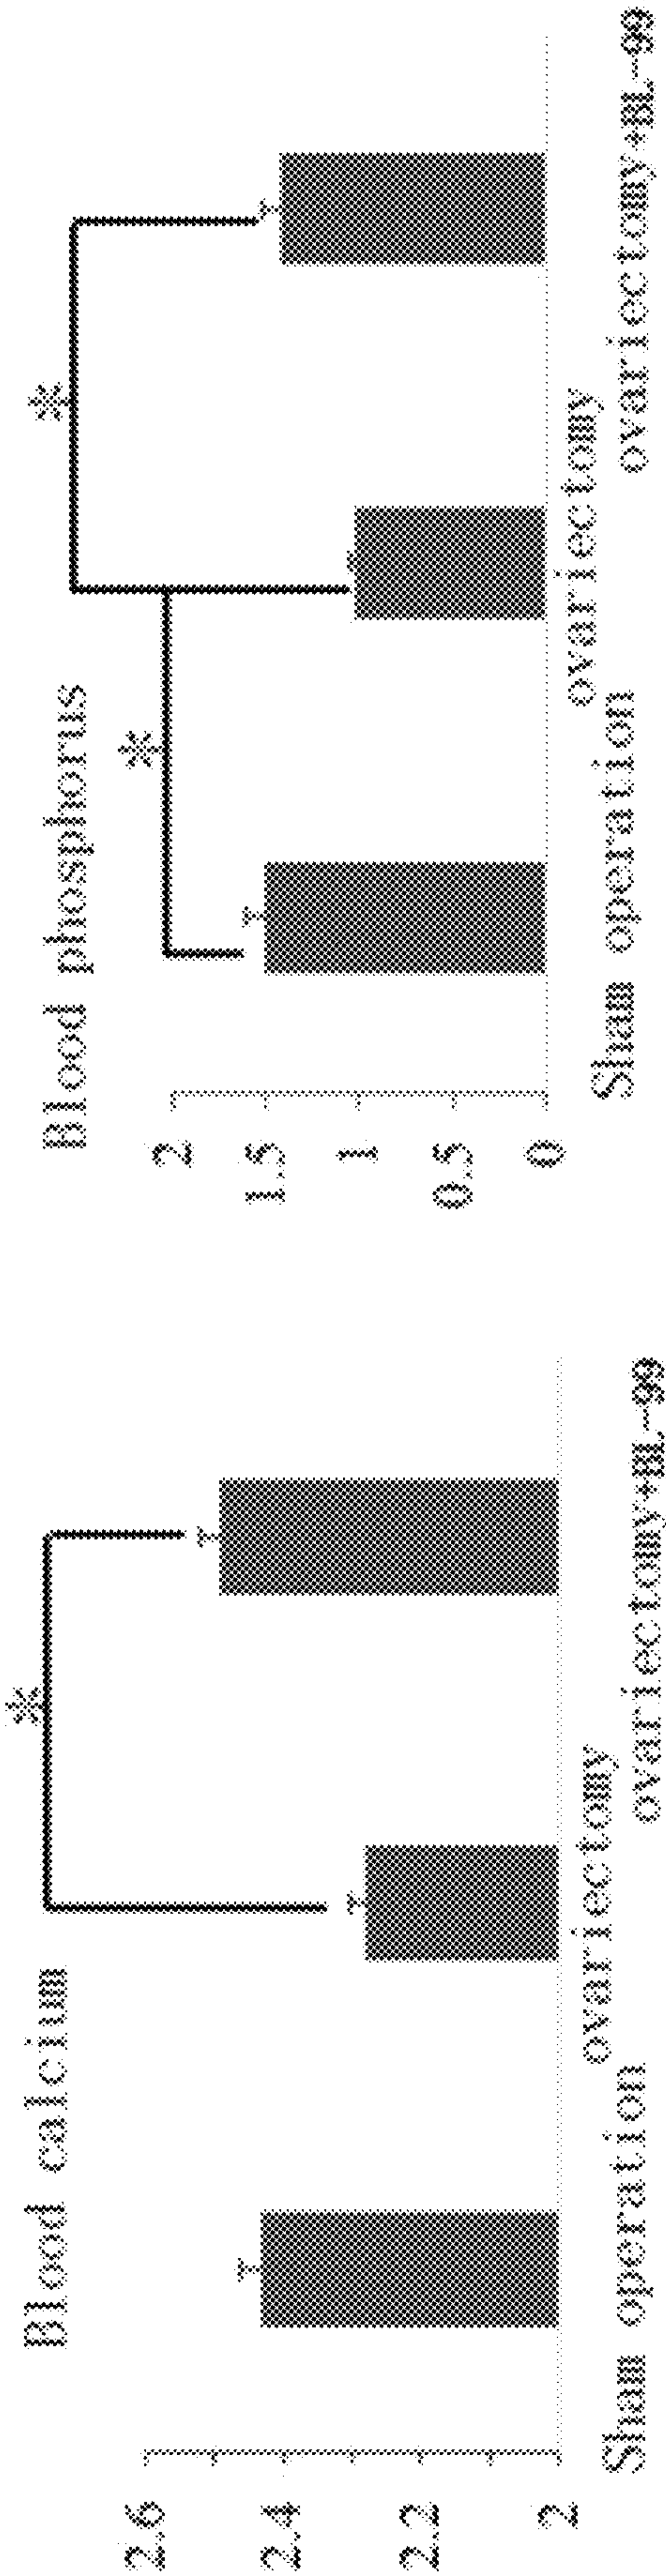 Blood calcium
2.6
2.4
2.2
2
※
Sham operation
ovariectomy
ovariectomy+BL-99
Blood phosphorus
2
1.5
1
0.5
0
※
※
Sham operation
ovariectomy
ovariectomy+BL-99